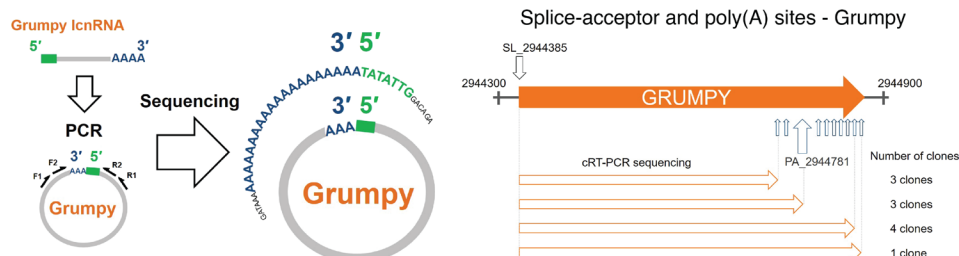 Grumpy lcnRNA
5′ 3′
AAAA
PCR
3′ 5′
F2 R2
F1 AAA R1
Grumpy
Sequencing
3′ 5′
GATAAAAAAAAAAAAAAAAAAAAAAAATATATTGGACAGA
3′ 5′
AAA
Grumpy
Splice-acceptor and poly(A) sites - Grumpy
SL_2944385
2944300 2944900
GRUMPY
cRT-PCR sequencing PA_2944781 Number of clones
3 clones
3 clones
4 clones
1 clone